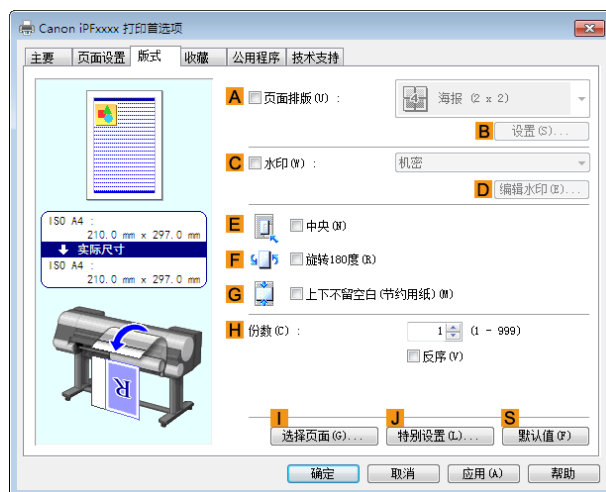 Canon iPFxxxx 打印首选项
主要 页面设置 版式 收藏 公用程序 技术支持
A 页面排版(U) : 4 海报 (2 x 2)
B 设置(S)...
C 水印(W) : 机密
D 编辑水印(E)...
ISO A4 :
210.0 mm x 297.0 mm
实际尺寸
ISO A4 :
210.0 mm x 297.0 mm
E 中央(N)
F 旋转180度(R)
G 上下不留空白(节约用纸)(M)
H 份数(C) : 1 (1 - 999)
反序(V)
R
I J S
选择页面(G)... 特别设置(L)... 默认值(F)
确定 取消 应用(A) 帮助